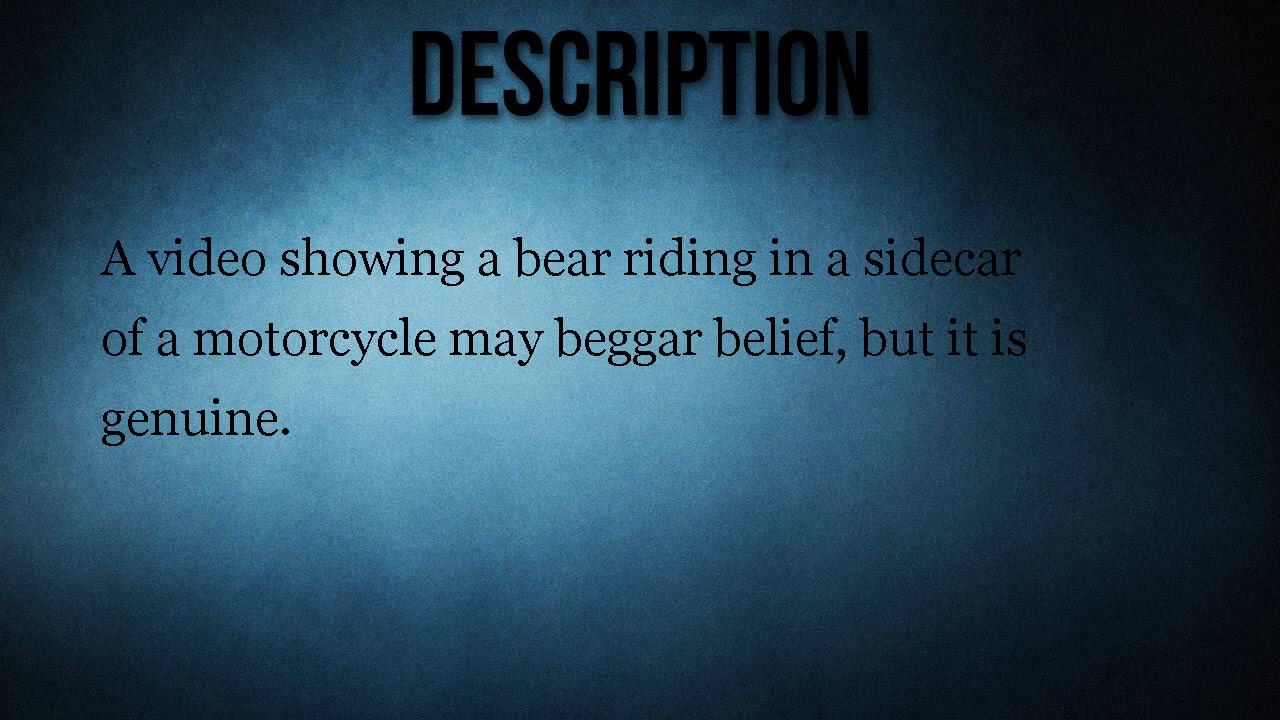 DESCRIPTION
A video showing a bear riding in a sidecar
of a motorcycle may beggar belief, but it is
genuine.